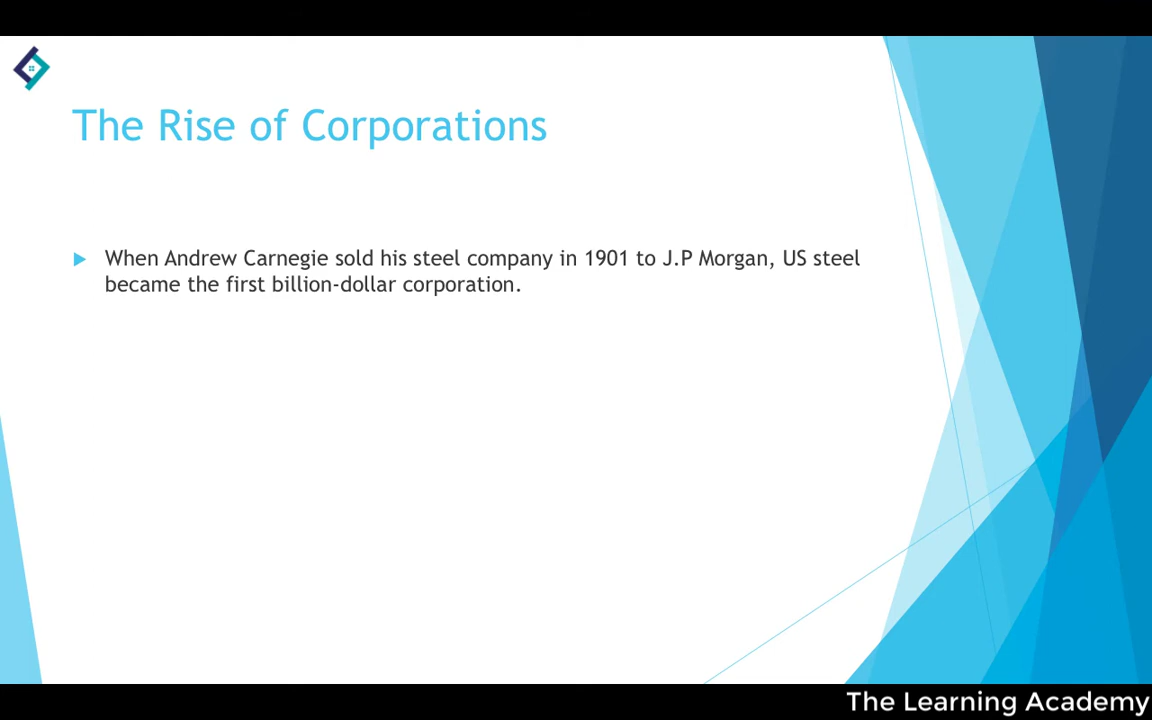 The Rise of Corporations
When Andrew Carnegie sold his steel company in 1901 to J.P Morgan, US steel
became the first billion-dollar corporation.
The Learning Academy